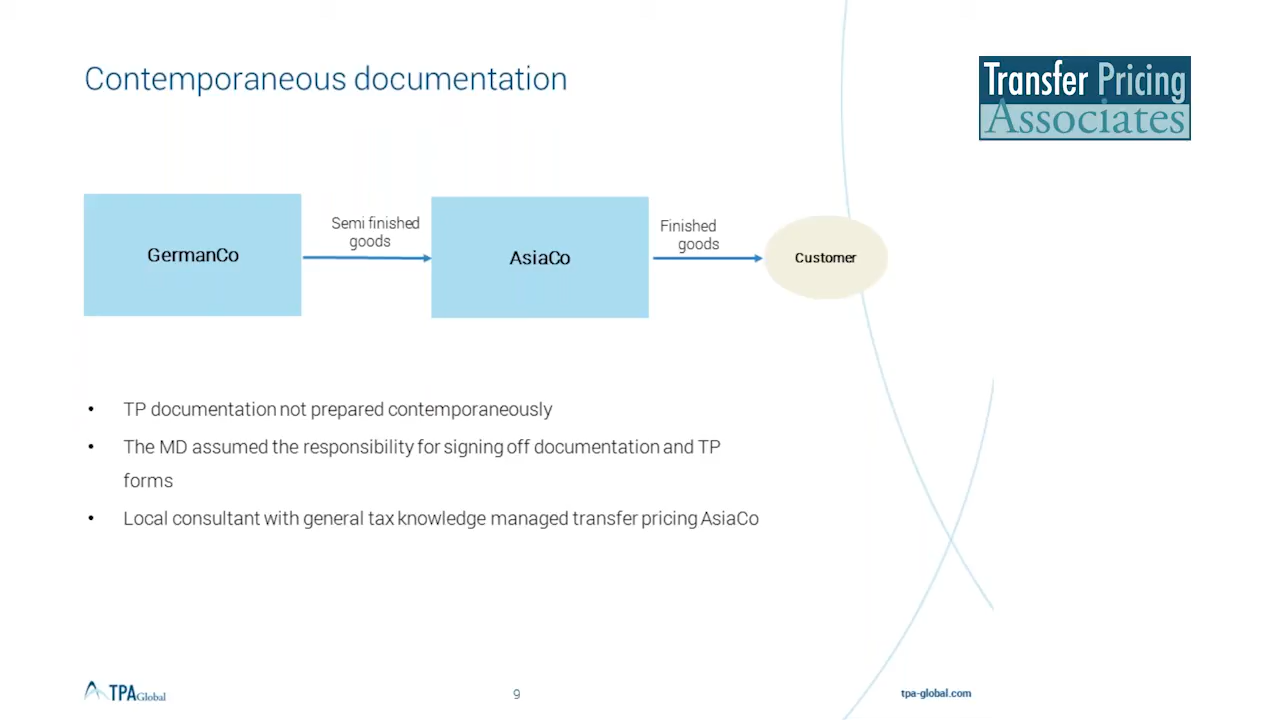 Contemporaneous documentation
Transfer Pricing
Associates
GermanCo
Semi finished
goods
AsiaCo
Finished
goods
Customer
• TP documentation not prepared contemporaneously
• The MD assumed the responsibility for signing off documentation and TP
forms
• Local consultant with general tax knowledge managed transfer pricing AsiaCo
TPAGlobal
9
tpa-global.com